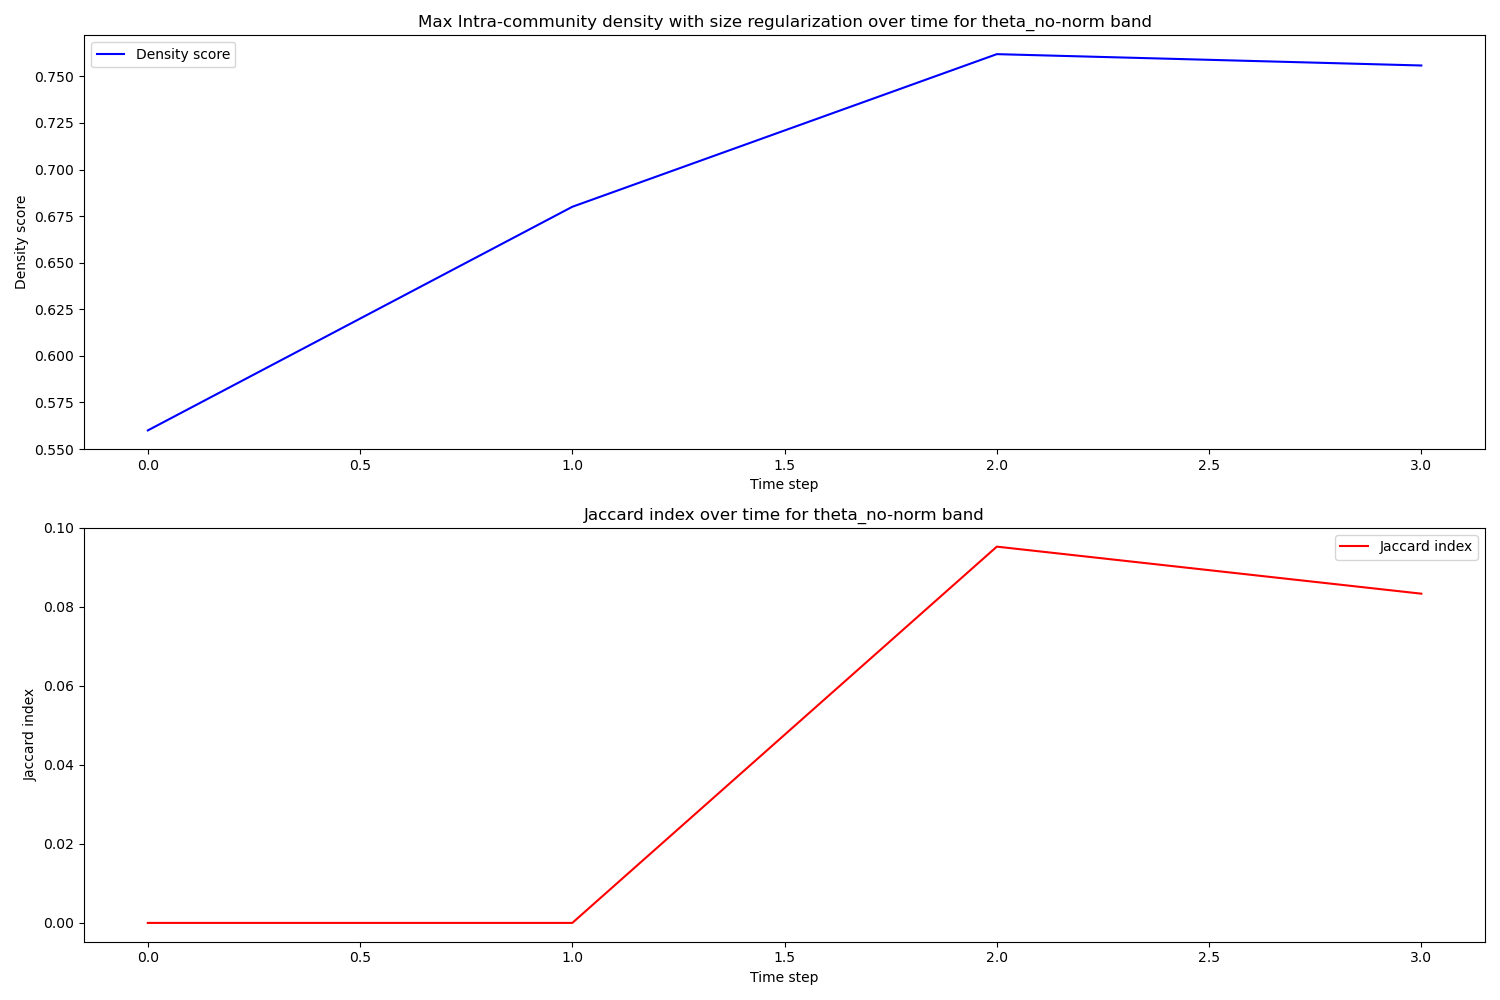 Max Intra-community density with size regularization over time for theta_no-norm band
Density score
0.750
0.725
0.700
0.675
0.650
0.625
0.600
0.575
0.550
Density score
0.0 0.5 1.0 1.5 2.0 2.5 3.0
Time step
Jaccard index over time for theta_no-norm band
Jaccard index
0.10
0.08
0.06
0.04
0.02
0.00
Jaccard index
0.0 0.5 1.0 1.5 2.0 2.5 3.0
Time step